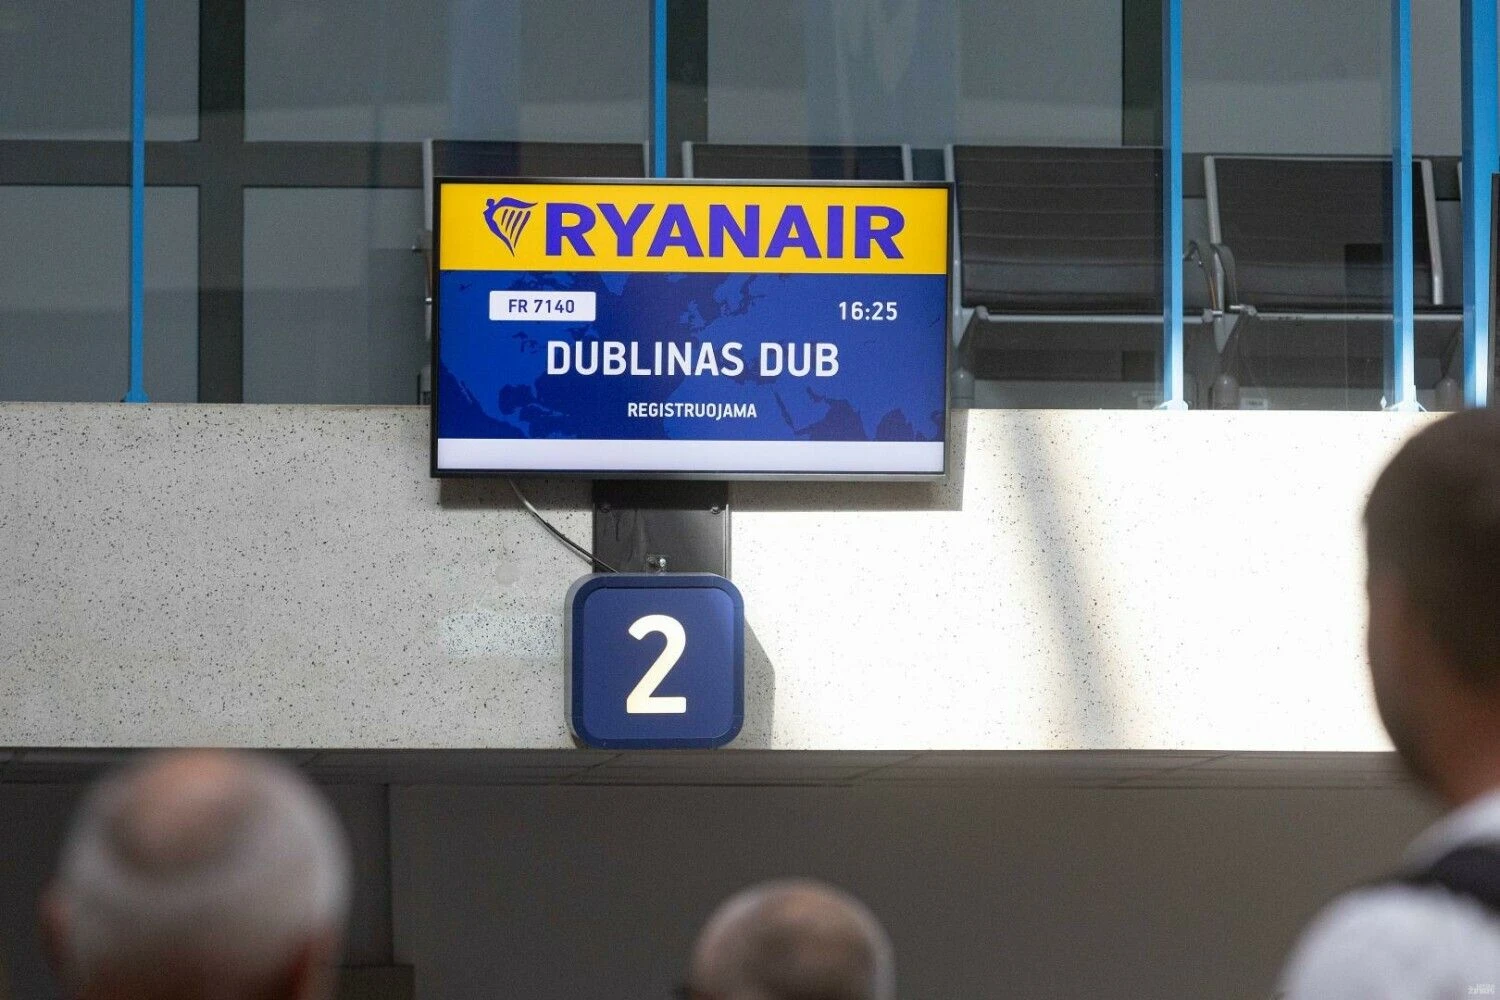 RYANAIR
FR 7140
16:25
DUBLINAS DUB
REGISTRUOJAMA
2